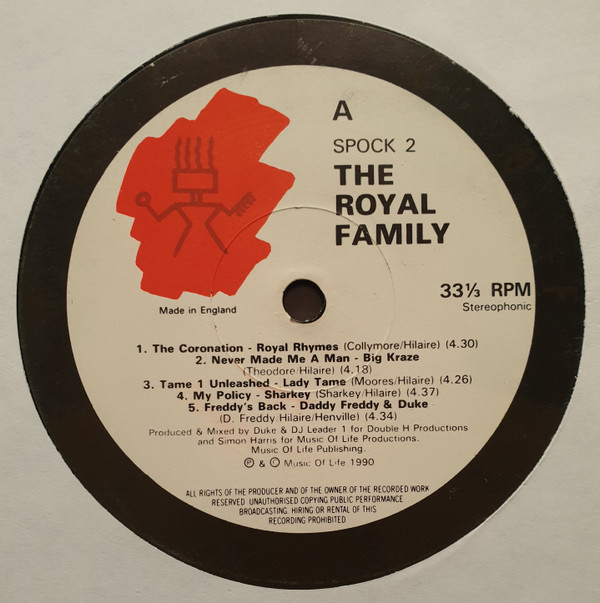 A
SPOCK 2
THE
ROYAL
FAMILY
33⅓ RPM
Stereophonic
Made in England
1. The Coronation - Royal Rhymes (Collymore/Hilaire) (4.30)
2. Never Made Me A Man - Big Kraze
(Theodore/Hilaire) (4.18)
3. Tame 1 Unleashed - Lady Tame (Moores/Hilaire) (4.26)
4. My Policy - Sharkey (Sharkey/Hilaire) (4.37)
5. Freddy's Back - Daddy Freddy & Duke
(D. Freddy/Hilaire/Henville) (4.34)
Produced & Mixed by Duke & DJ Leader 1 for Double H Productions
and Simon Harris for Music Of Life Productions.
Music Of Life Publishing.
℗ & © Music Of Life 1990
ALL RIGHTS OF THE PRODUCER AND OF THE OWNER OF THE RECORDED WORK
RESERVED UNAUTHORISED COPYING PUBLIC PERFORMANCE
BROADCASTING. HIRING OR RENTAL OF THIS
RECORDING PROHIBITED